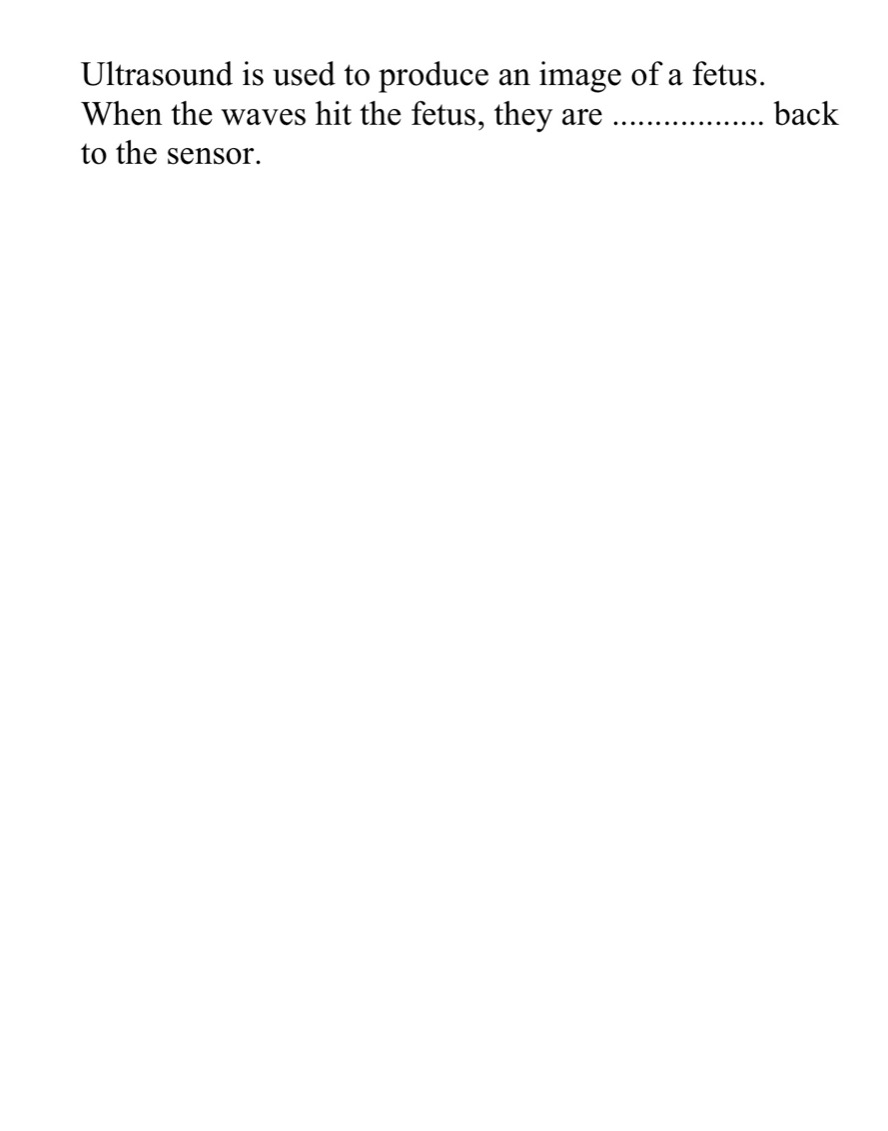 Ultrasound is used to produce an image of a fetus.
When the waves hit the fetus, they are .................. back
to the sensor.